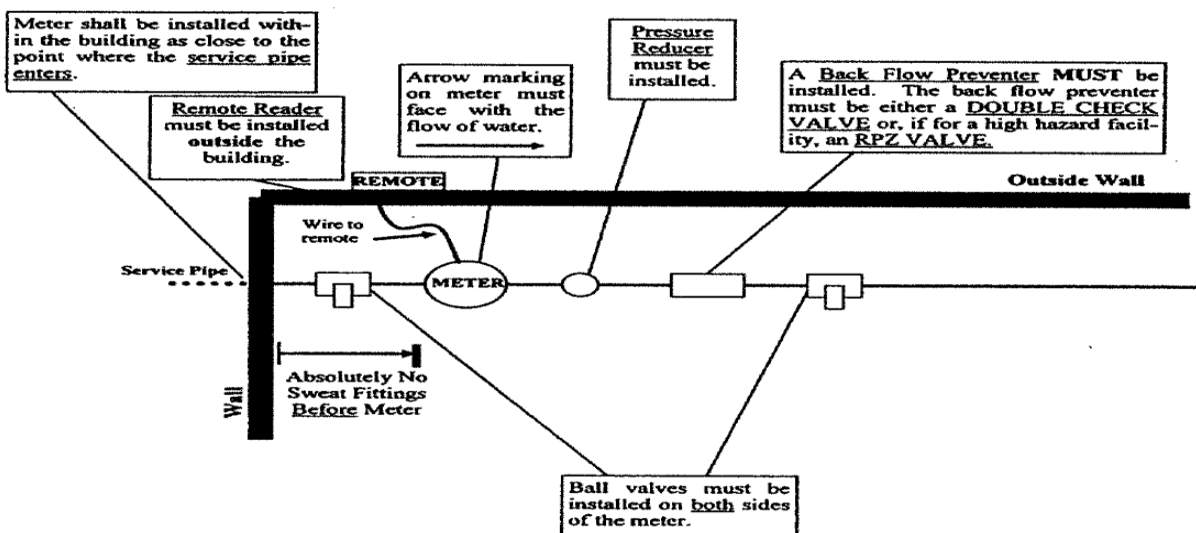 Meter shall be installed with-
in the building as close to the
point where the service pipe
enters.
Remote Reader
must be installed
outside the
building.
Arrow marking
on meter must
face with the
flow of water.
Pressure
Reducer
must be
installed.
A Back Flow Preventer MUST be
installed. The back flow preventer
must be either a DOUBLE CHECK
VALVE or, if for a high hazard facil-
ity, an RPZ VALVE.
REMOTE
Outside Wall
Wire to
remote
Service Pipe
METER
Absolutely No
Sweat Fittings
Before Meter
Wall
Ball valves must be
installed on both sides
of the meter.